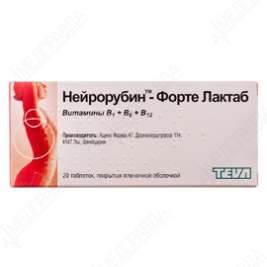 Нейрорубин™-Форте Лактаб
Витамины B1 + B6 + B12
Производитель: Ацино Фарма АГ, Дорнахерштрассе 114,
4147 Эш, Швейцария
TEVA
20 таблеток, покрытых пленочной оболочкой